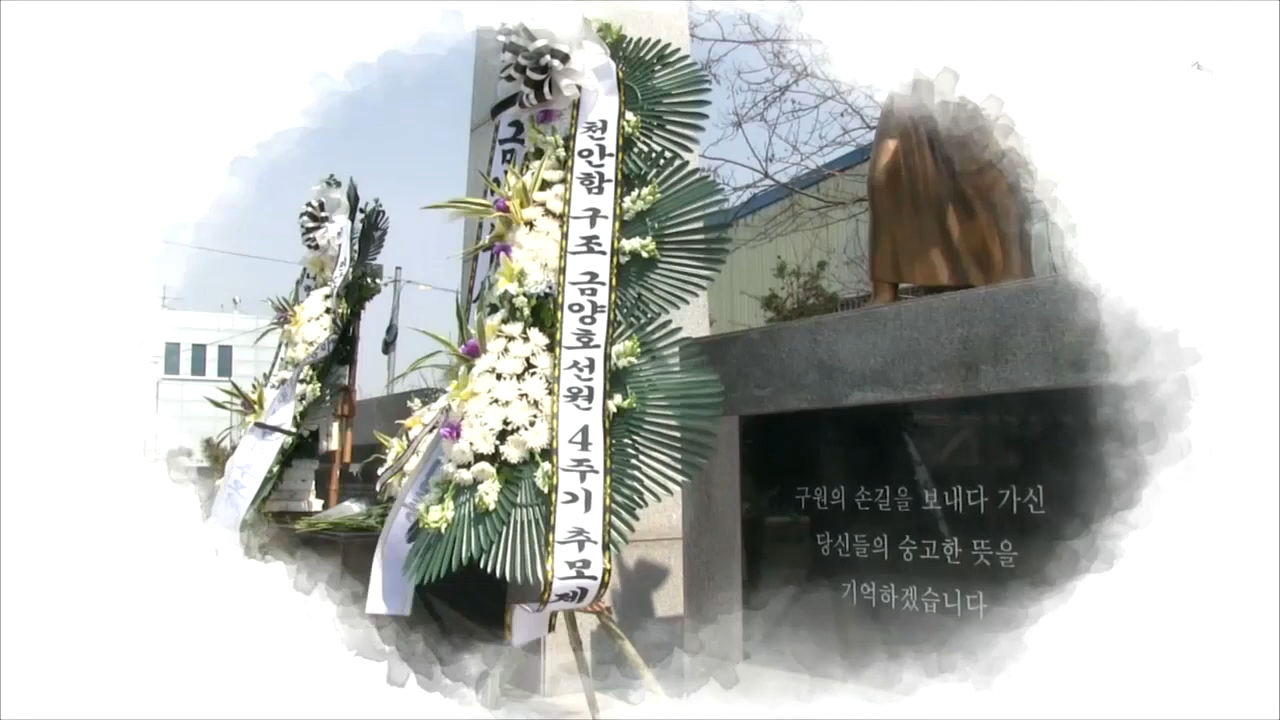 천안함 구조 금양호선원 4주기 추모제
금
구원의 손길을 보내다 가신
당신들의 숭고한 뜻을
기억하겠습니다